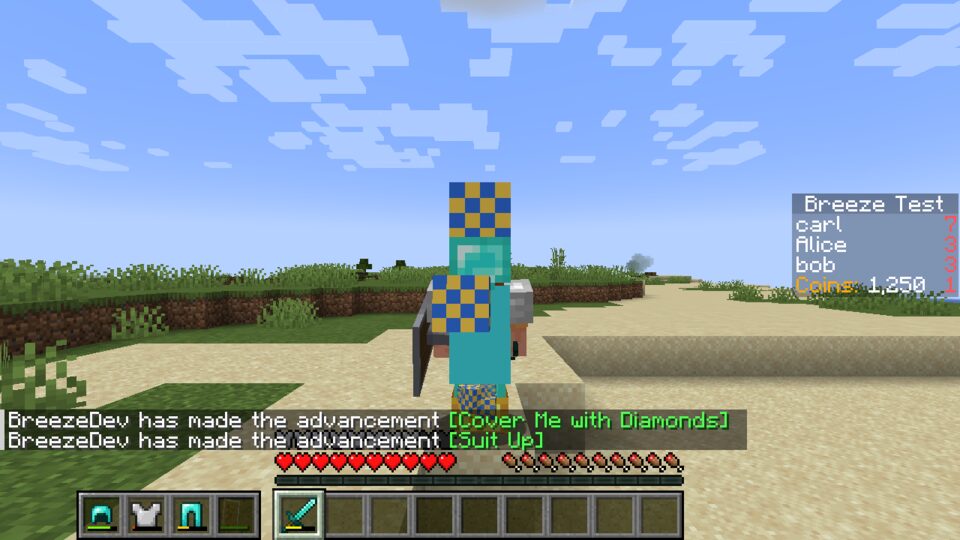 Breeze Test
carl 7
Alice 3
bob 3
Coins: 1,250 1
BreezeDev has made the advancement [Cover Me with Diamonds]
BreezeDev has made the advancement [Suit Up]